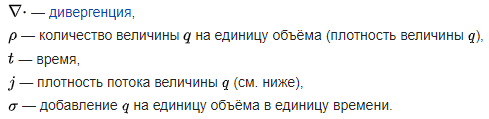 ∇· — дивергенция,
ρ — количество величины q на единицу объёма (плотность величины q),
t — время,
j — плотность потока величины q (см. ниже),
σ — добавление q на единицу объёма в единицу времени.